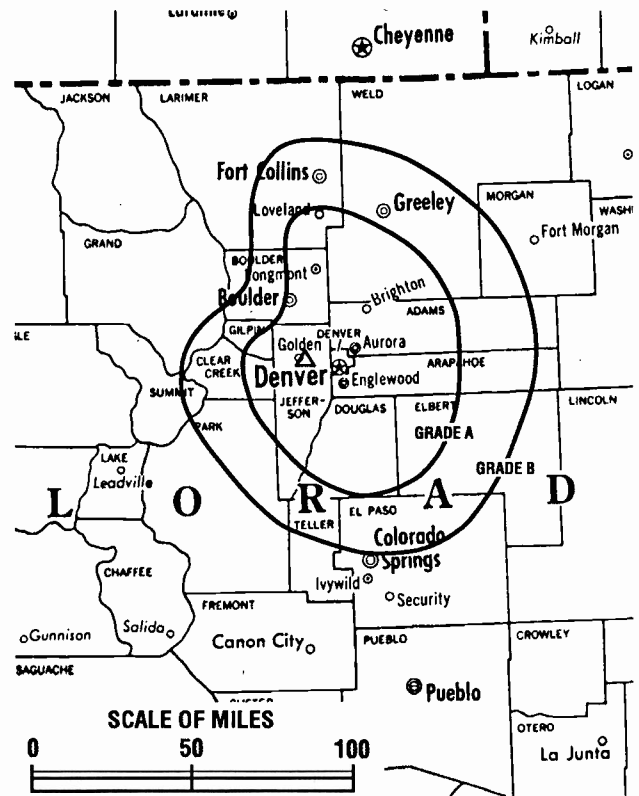 Cheyenne
Kimball
JACKSON
LARIMER
WELD
LOGAN
Fort Collins
Greeley
MORGAN
Loveland
WASH
GRAND
Fort Morgan
BOULDER
Longmont
Boulder
Brighton
ADAMS
GILPIN
DENVER
GLE
Golden
Aurora
CLEAR
CREEK
ARAPAHOE
Denver
Englewood
SUMMIT
JEFFER-
SON
DOUGLAS
ELBERT
LINCOLN
PARK
GRADE A
LAKE
GRADE B
Leadville
L O R A D
EL PASO
TELLER
Colorado
Springs
CHAFFEE
Ivywild
Security
FREMONT
Salida
Gunnison
Canon City
PUEBLO
CROWLEY
SAGUACHE
Pueblo
SCALE OF MILES
OTERO
0 50 100
La Junta